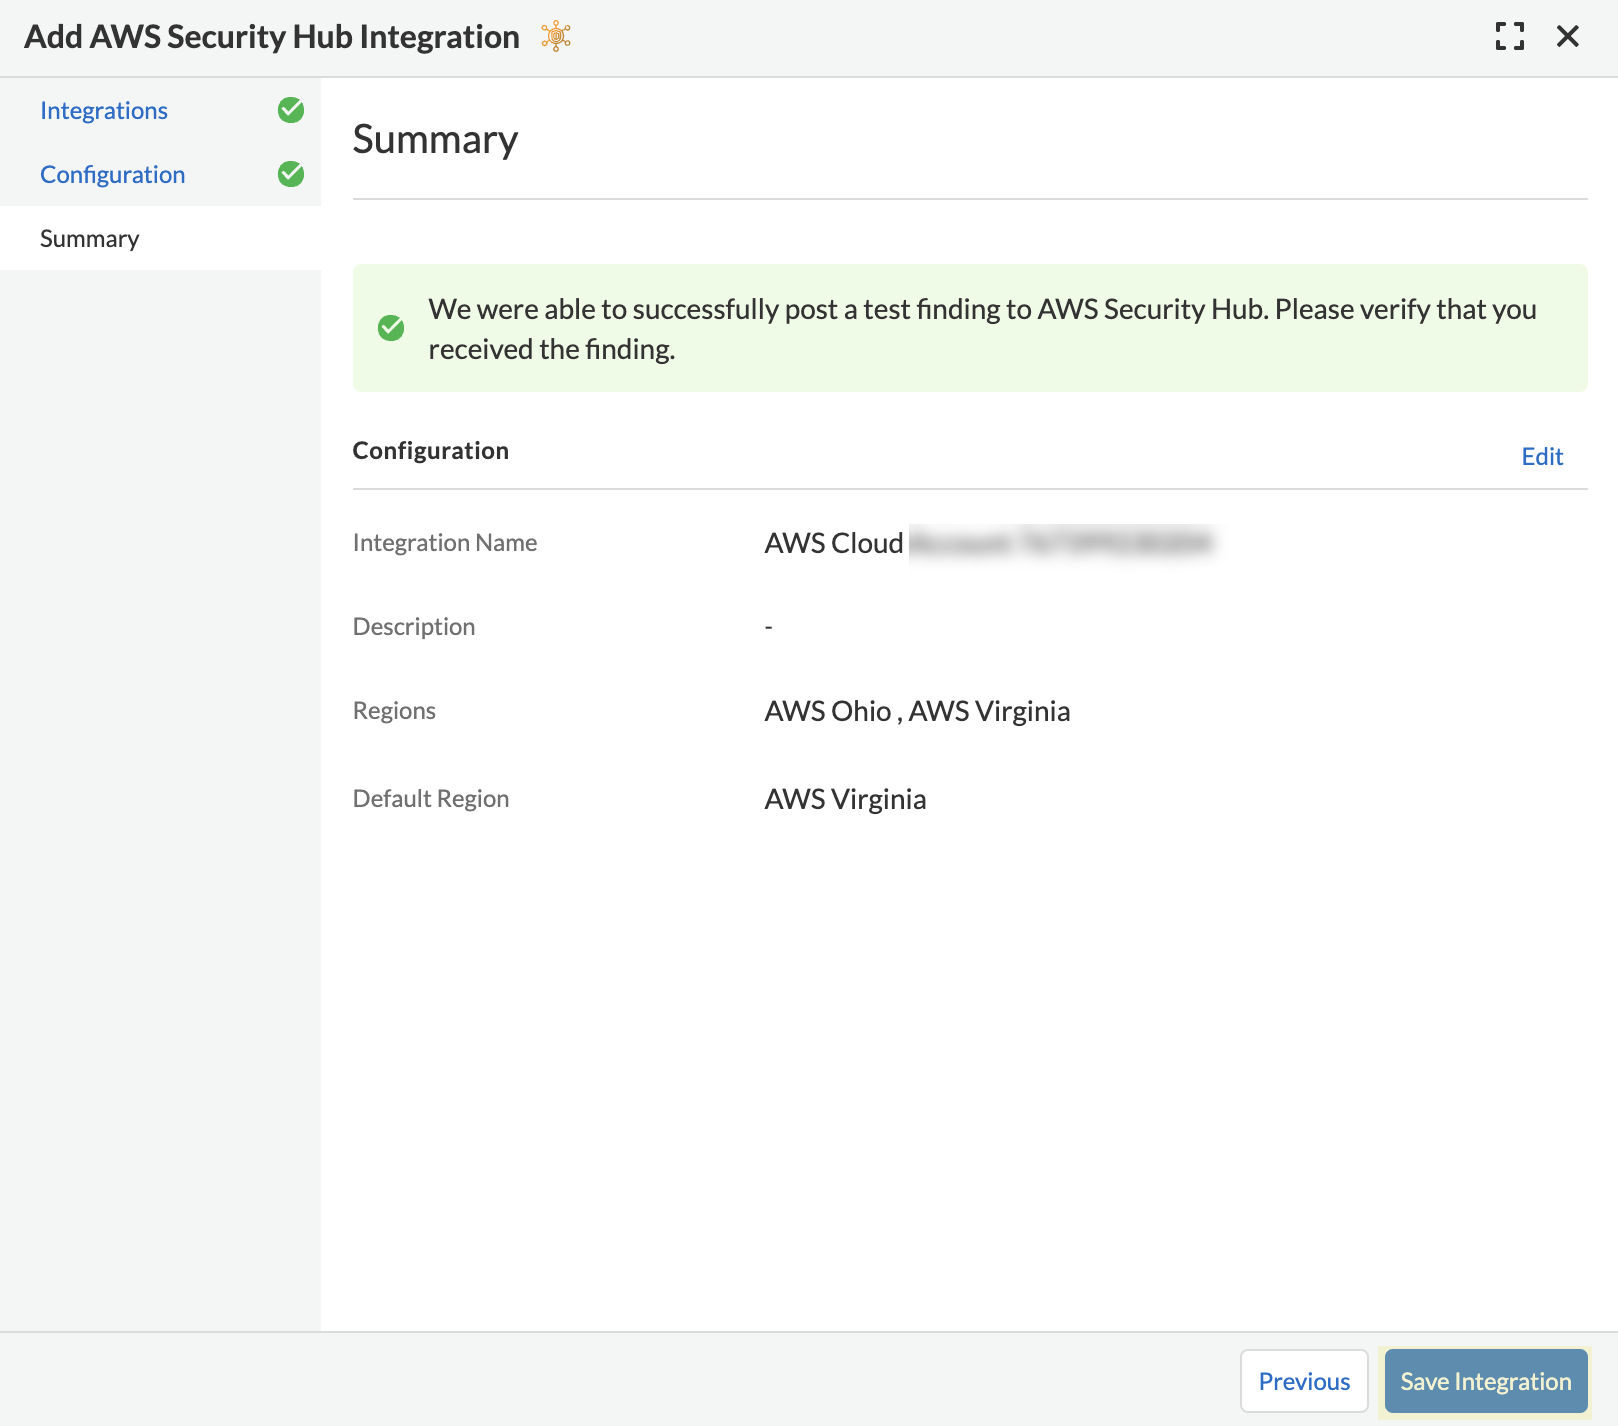 Add AWS Security Hub Integration
Integrations
Configuration
Summary
Summary
We were able to successfully post a test finding to AWS Security Hub. Please verify that you
received the finding.
Configuration
Edit
Integration Name
AWS Cloud
Description
-
Regions
AWS Ohio , AWS Virginia
Default Region
AWS Virginia
Previous
Save Integration